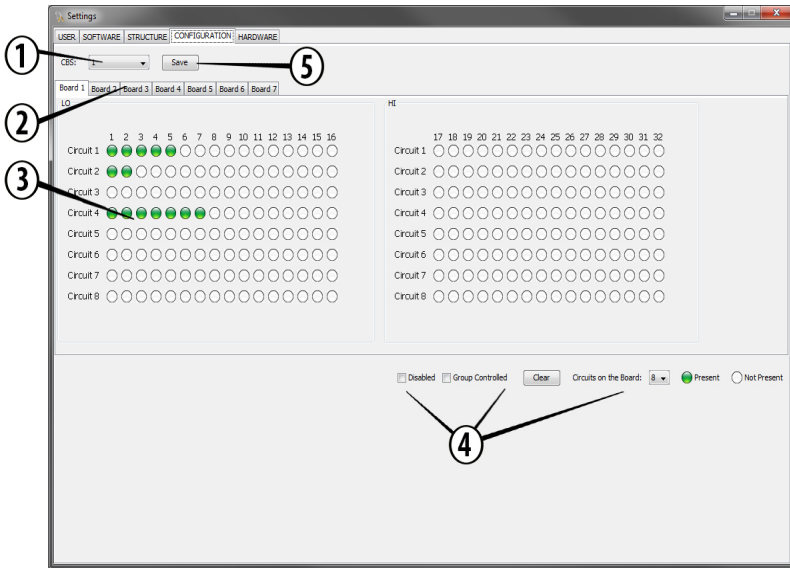 Settings
USER SOFTWARE STRUCTURE CONFIGURATION HARDWARE
1
CBS: 1 Save
5
Board 1 Board 2 Board 3 Board 4 Board 5 Board 6 Board 7
LO HI
2
1 2 3 4 5 6 7 8 9 10 11 12 13 14 15 16 17 18 19 20 21 22 23 24 25 26 27 28 29 30 31 32
Circuit 1 Circuit 1
Circuit 2 Circuit 2
3
Circuit 3 Circuit 3
Circuit 4 Circuit 4
Circuit 5 Circuit 5
Circuit 6 Circuit 6
Circuit 7 Circuit 7
Circuit 8 Circuit 8
Disabled Group Controlled Clear Circuits on the Board: 8 Present Not Present
4